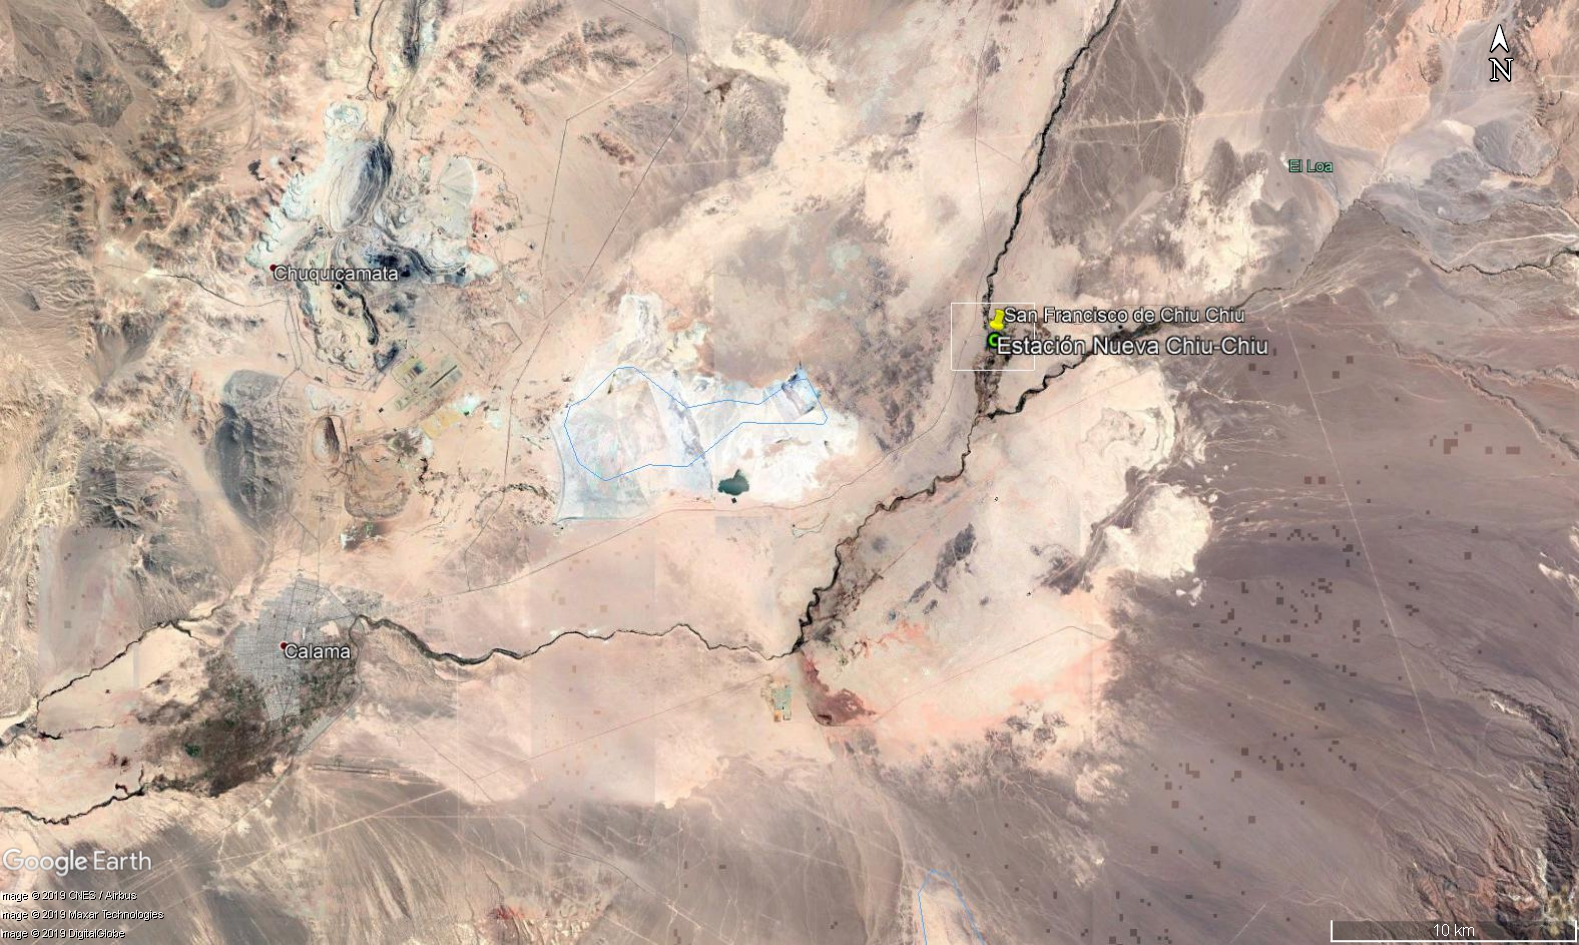 N
El Loa
Chuquicamata
San Francisco de Chiu Chiu
Estación Nueva Chiu-Chiu
Calama
Google Earth
mage © 2019 CNES / Airbus
mage © 2019 Maxar Technologies
mage © 2019 DigitalGlobe
10 km